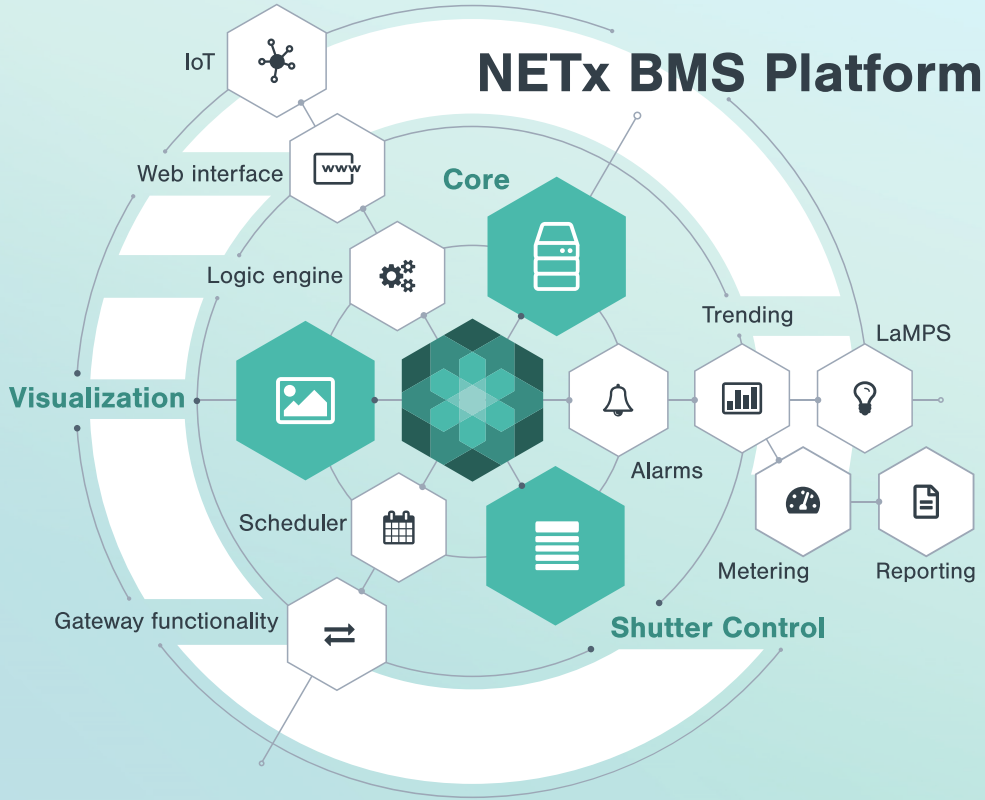 IoT
NETx BMS Platform
Web interface
www
Core
Logic engine
Trending
LaMPS
Visualization
Alarms
Scheduler
Metering
Reporting
Gateway functionality
Shutter Control